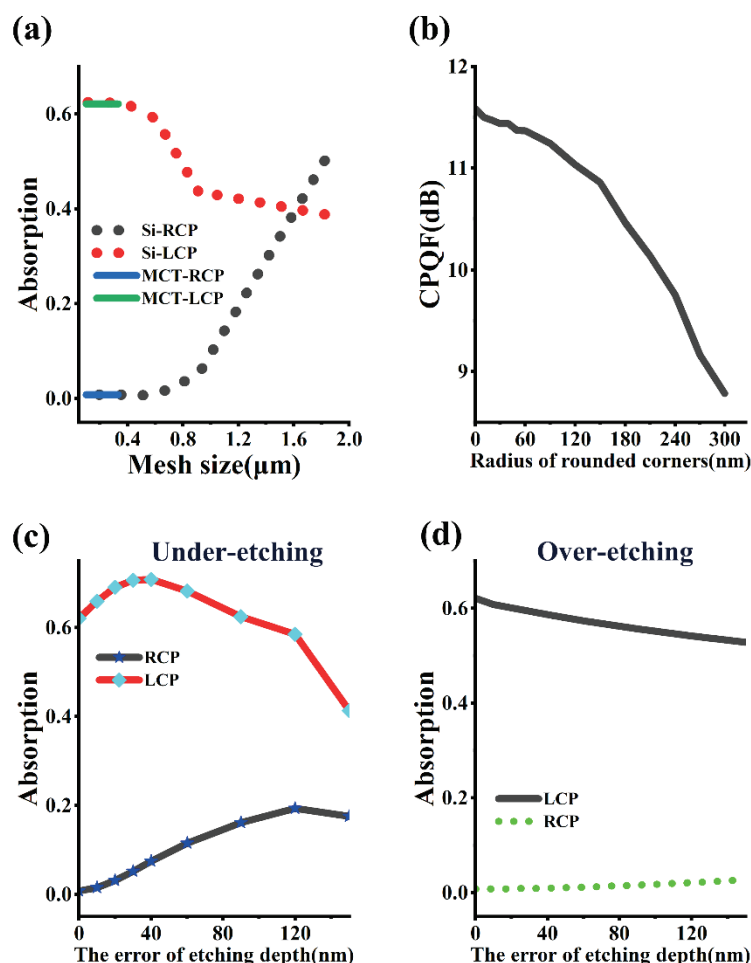 (a)
Absorption
0.6
0.4
0.2
0.0
Si-RCP
Si-LCP
MCT-RCP
MCT-LCP
0.4 0.8 1.2 1.6 2.0
Mesh size(μm)
(b)
CPQF(dB)
12
11
10
9
0 60 120 180 240 300
Radius of rounded corners(nm)
(c)
Under-etching
Absorption
0.6
0.4
0.2
0.0
RCP
LCP
0 40 80 120
The error of etching depth(nm)
(d)
Over-etching
Absorption
0.6
0.4
0.2
0.0
LCP
RCP
0 40 80 120
The error of etching depth(nm)